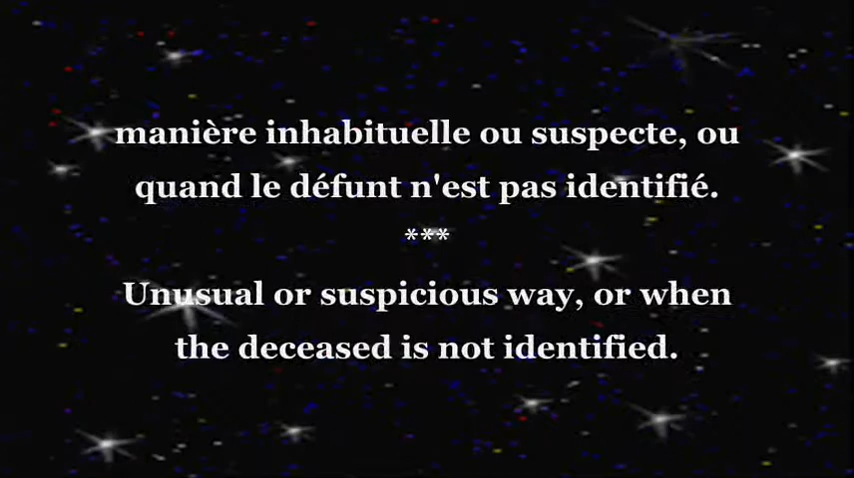 manière inhabituelle ou suspecte, ou
quand le défunt n'est pas identifié.
***
Unusual or suspicious way, or when
the deceased is not identified.